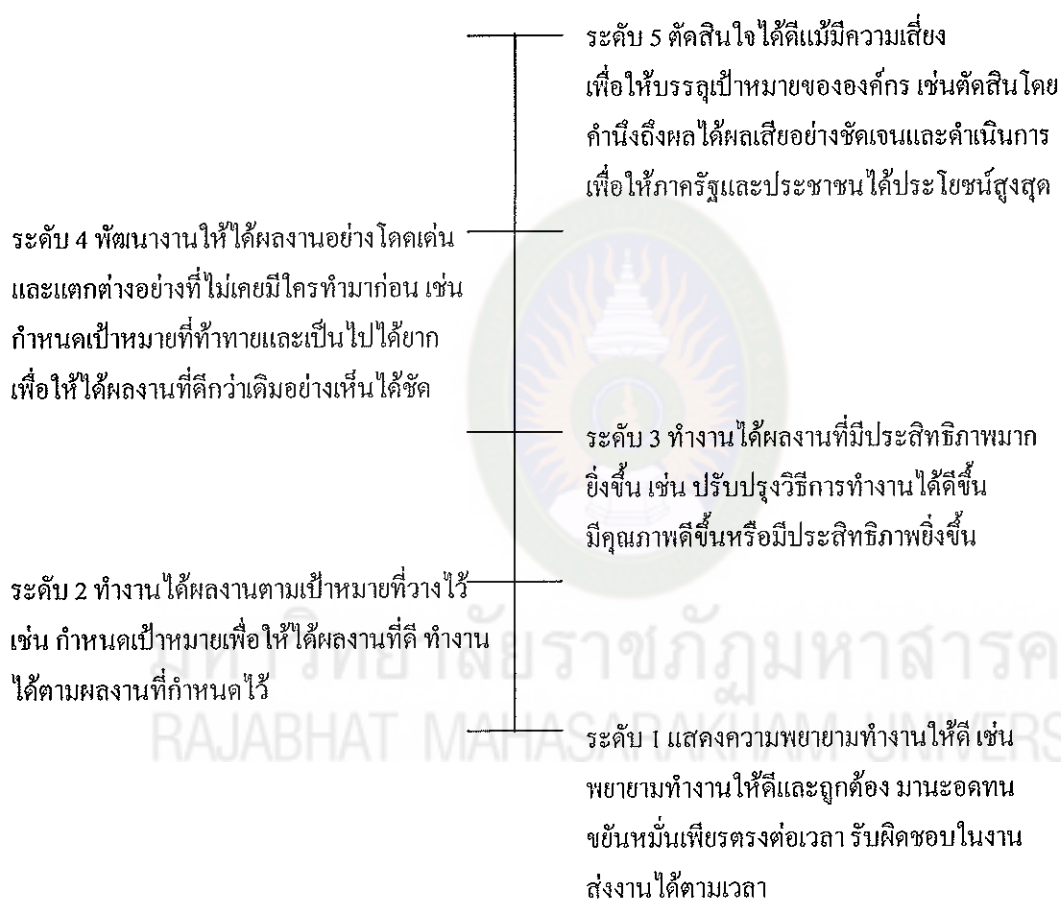 ระดับ 5 ตัดสินใจได้ดีแม้มีความเสี่ยง
เพื่อให้บรรลุเป้าหมายขององค์กร เช่นตัดสินโดย
คำนึงถึงผลได้ผลเสียอย่างชัดเจนและดำเนินการ
เพื่อให้ภาครัฐและประชาชนได้ประโยชน์สูงสุด
ระดับ 4 พัฒนางานให้ได้ผลงานอย่างโดดเด่น
และแตกต่างอย่างที่ไม่เคยมีใครทำมาก่อน เช่น
กำหนดเป้าหมายที่ท้าทายและเป็นไปได้ยาก
เพื่อให้ได้ผลงานที่ดีกว่าเดิมอย่างเห็นได้ชัด
ระดับ 3 ทำงานได้ผลงานที่มีประสิทธิภาพมาก
ยิ่งขึ้น เช่น ปรับปรุงวิธีการทำงานได้ดีขึ้น
มีคุณภาพดีขึ้นหรือมีประสิทธิภาพยิ่งขึ้น
ระดับ 2 ทำงานได้ผลงานตามเป้าหมายที่วางไว้
เช่น กำหนดเป้าหมายเพื่อให้ได้ผลงานที่ดี ทำงาน
ได้ตามผลงานที่กำหนดไว้
มหาวิทยาลัยราชภัฏมหาสารค
RAJABHAT MAHASARAKHAM UNIVERS
ระดับ 1 แสดงความพยายามทำงานให้ดี เช่น
พยายามทำงานให้ดีและถูกต้อง มานะอดทน
ขยันหมั่นเพียรตรงต่อเวลา รับผิดชอบในงาน
ส่งงานได้ตามเวลา